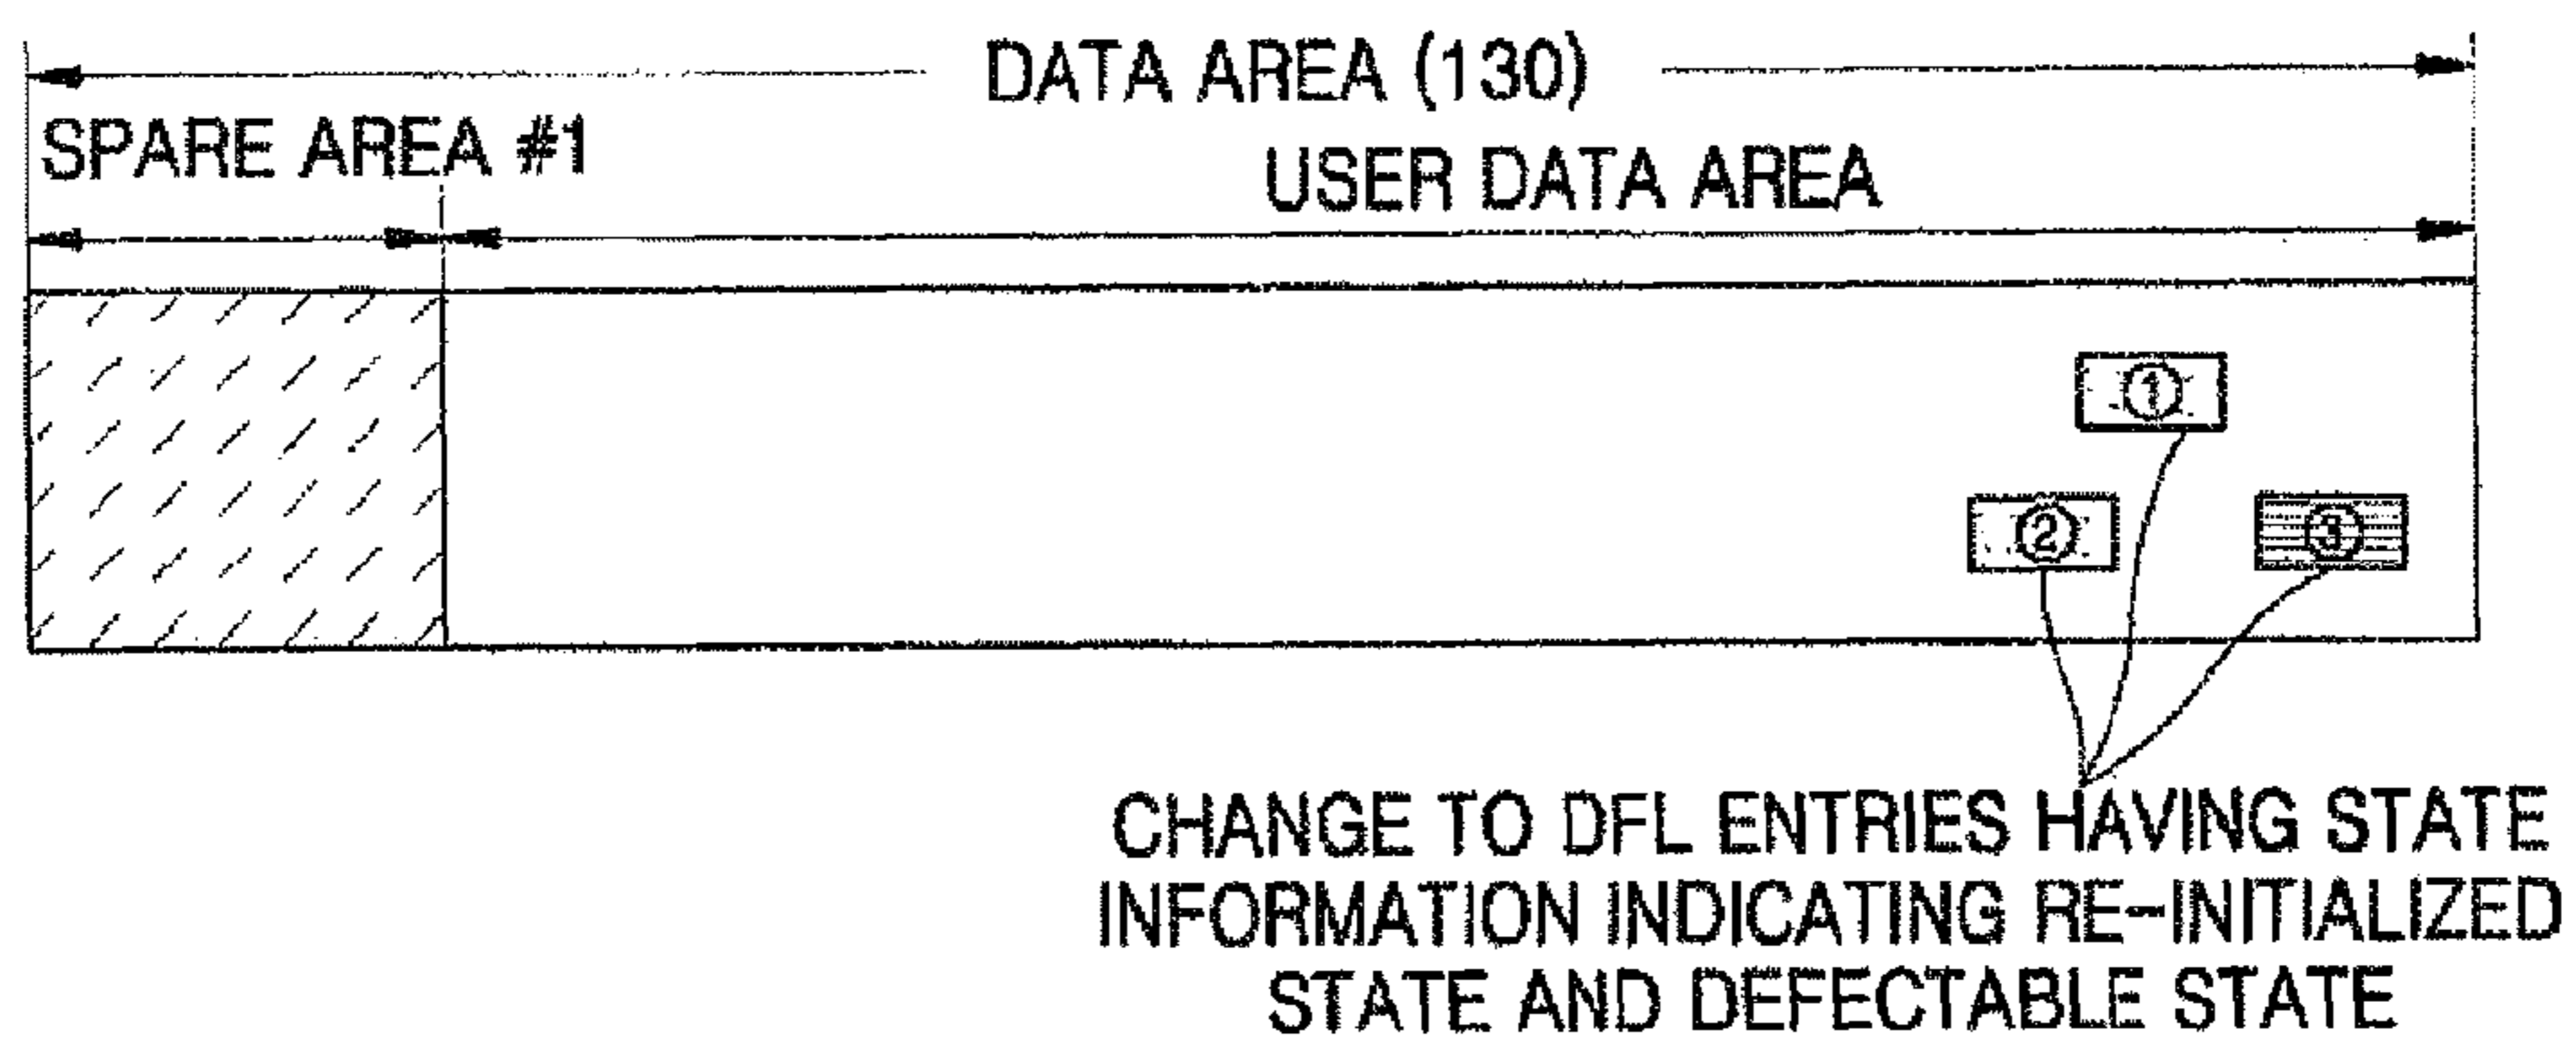 DATA AREA (130)
SPARE AREA #1
USER DATA AREA
①
②
③
CHANGE TO DFL ENTRIES HAVING STATE
INFORMATION INDICATING RE-INITIALIZED
STATE AND DEFECTABLE STATE